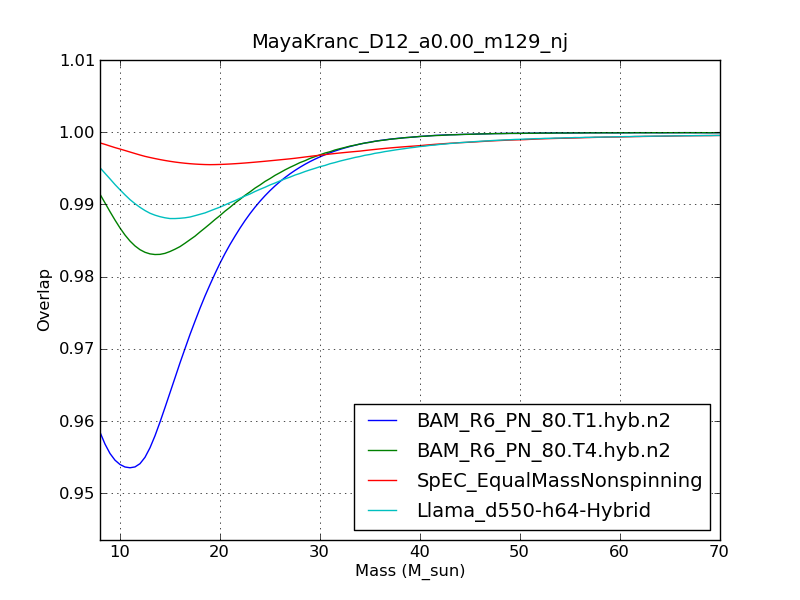 MayaKranc_D12_a0.00_m129_nj
1.01
1.00
0.99
0.98
0.97
0.96
0.95
Overlap
BAM_R6_PN_80.T1.hyb.n2
BAM_R6_PN_80.T4.hyb.n2
SpEC_EqualMassNonspinning
Llama_d550-h64-Hybrid
10 20 30 40 50 60 70
Mass (M_sun)